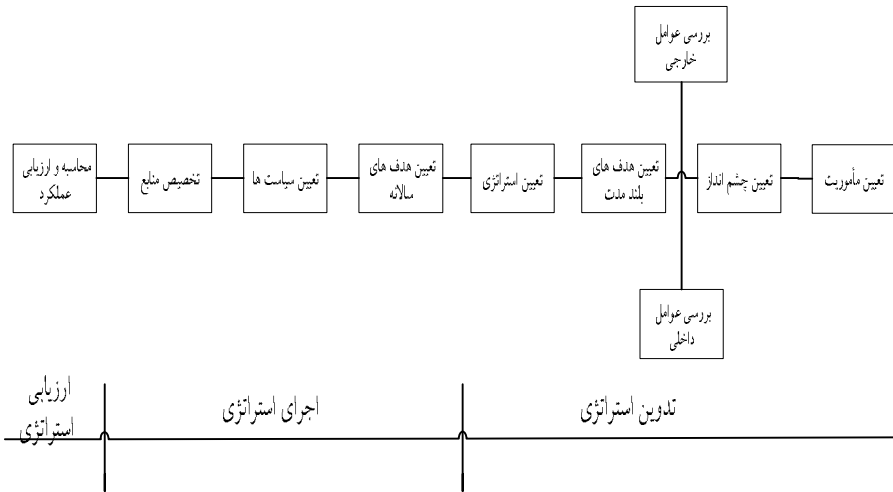 بررسی عوامل
خارجی
تعیین مأموریت
تعیین چشم انداز
تعیین هدف های
بلند مدت
تعیین استراتژی
تعیین هدف های
سالانه
تعیین سیاست ها
تخصیص منابع
محاسبه و ارزیابی
عملکرد
بررسی عوامل
داخلی
تدوین استراتژی
اجرای استراتژی
ارزیابی
استراتژی